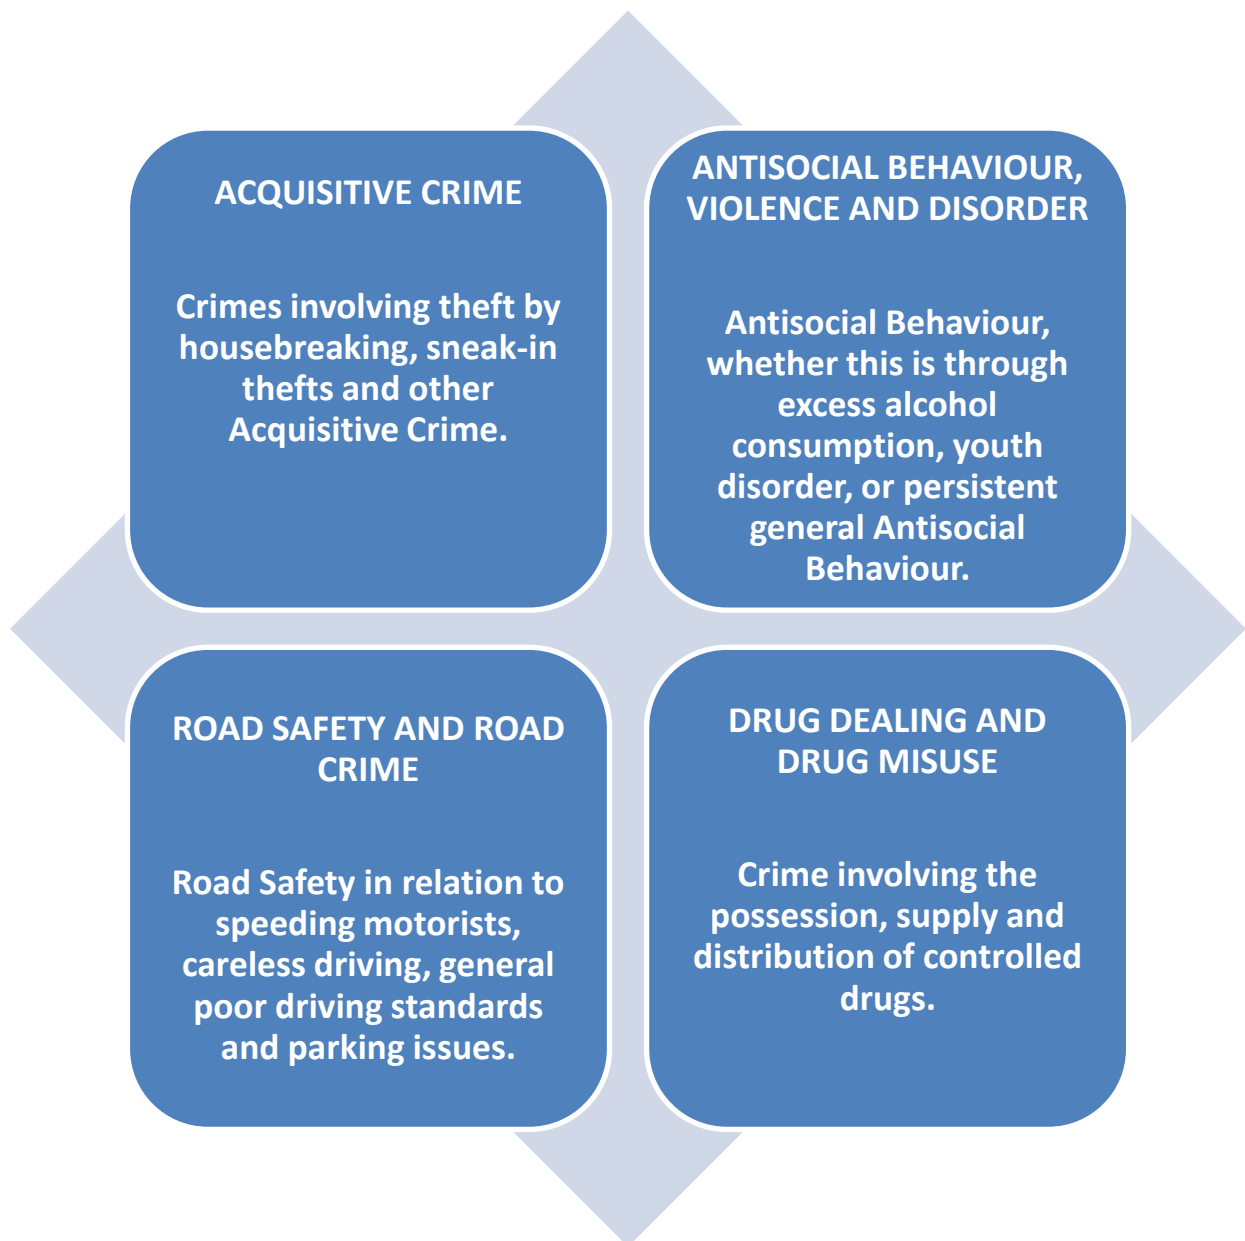 ACQUISITIVE CRIME
Crimes involving theft by
housebreaking, sneak-in
thefts and other
Acquisitive Crime.
ANTISOCIAL BEHAVIOUR,
VIOLENCE AND DISORDER
Antisocial Behaviour,
whether this is through
excess alcohol
consumption, youth
disorder, or persistent
general Antisocial
Behaviour.
ROAD SAFETY AND ROAD
CRIME
Road Safety in relation to
speeding motorists,
careless driving, general
poor driving standards
and parking issues.
DRUG DEALING AND
DRUG MISUSE
Crime involving the
possession, supply and
distribution of controlled
drugs.